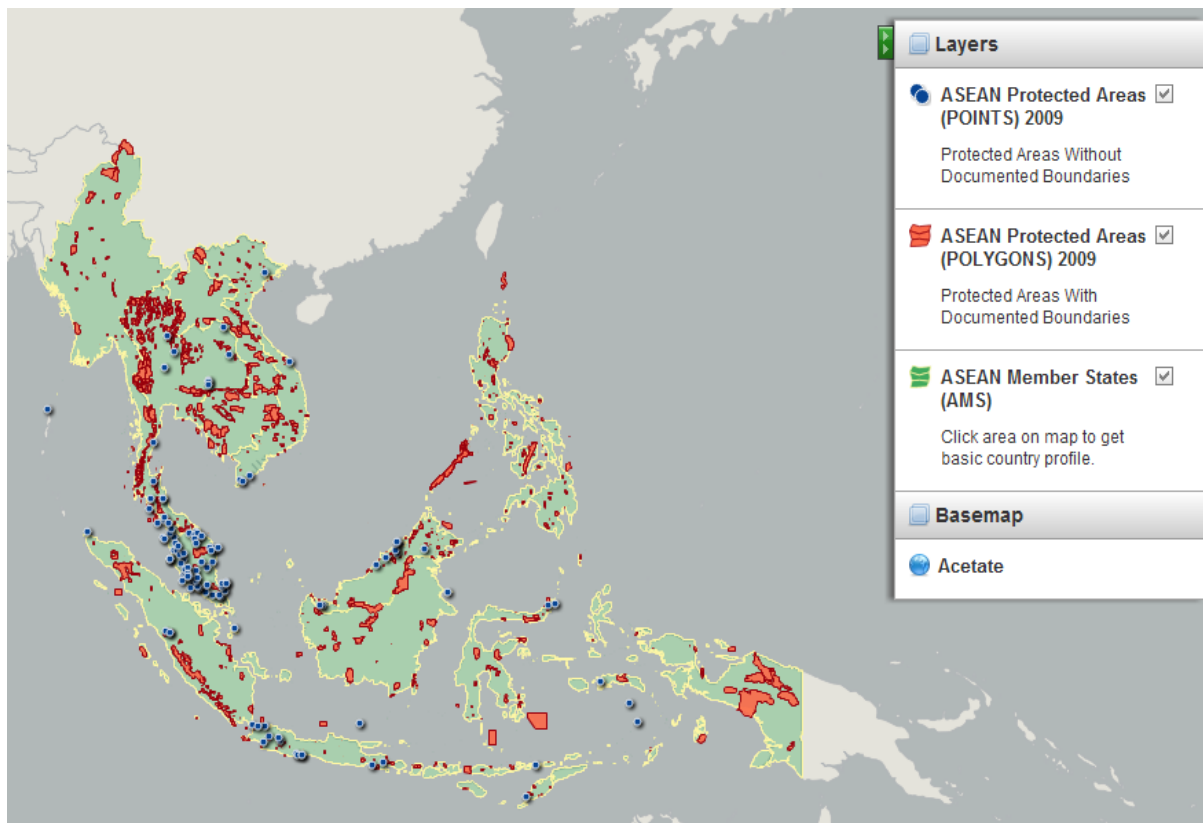 Layers
ASEAN Protected Areas
(POINTS) 2009
Protected Areas Without
Documented Boundaries
ASEAN Protected Areas
(POLYGONS) 2009
Protected Areas With
Documented Boundaries
ASEAN Member States
(AMS)
Click area on map to get
basic country profile.
Basemap
Acetate